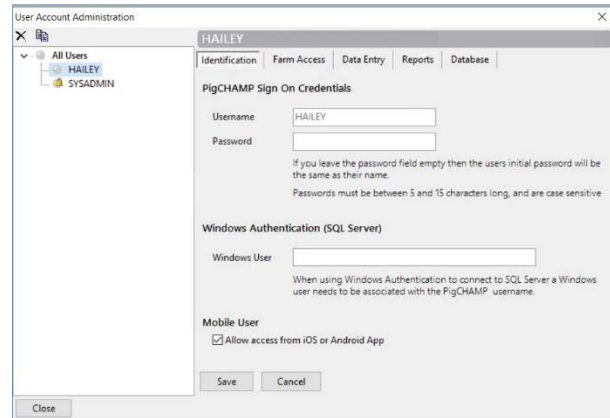 User Account Administration
HAILEY
All Users
HAILEY
SYSADMIN
Identification Farm Access Data Entry Reports Database
PigCHAMP Sign On Credentials
Username HAILEY
Password
If you leave the password field empty then the users initial password will be
the same as their name.
Passwords must be between 5 and 15 characters long, and are case sensitive
Windows Authentication (SQL Server)
Windows User
When using Windows Authentication to connect to SQL Server a Windows
user needs to be associated with the PigCHAMP username.
Mobile User
Allow access from iOS or Android App
Save Cancel
Close